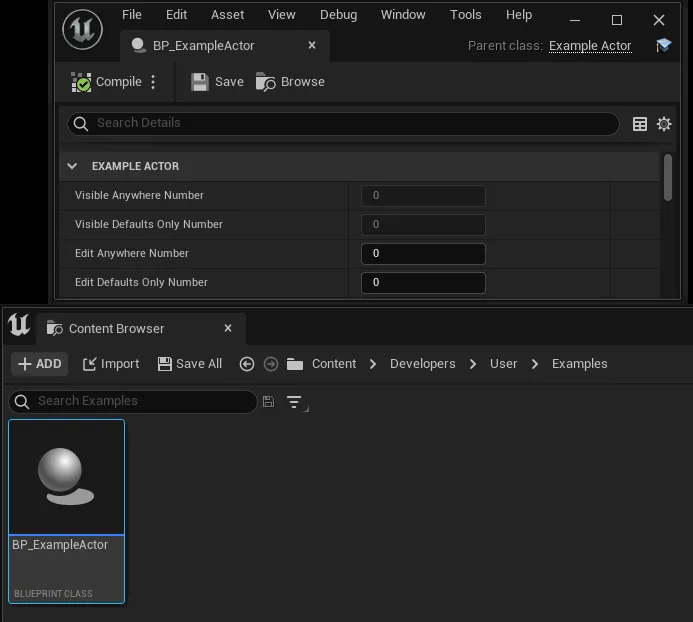 File Edit Asset View Debug Window Tools Help
BP_ExampleActor
Parent class: Example Actor
Compile Save Browse
Search Details
EXAMPLE ACTOR
Visible Anywhere Number 0
Visible Defaults Only Number 0
Edit Anywhere Number 0
Edit Defaults Only Number 0
Content Browser
ADD Import Save All Content Developers User Examples
Search Examples
BP_ExampleActor
BLUEPRINT CLASS